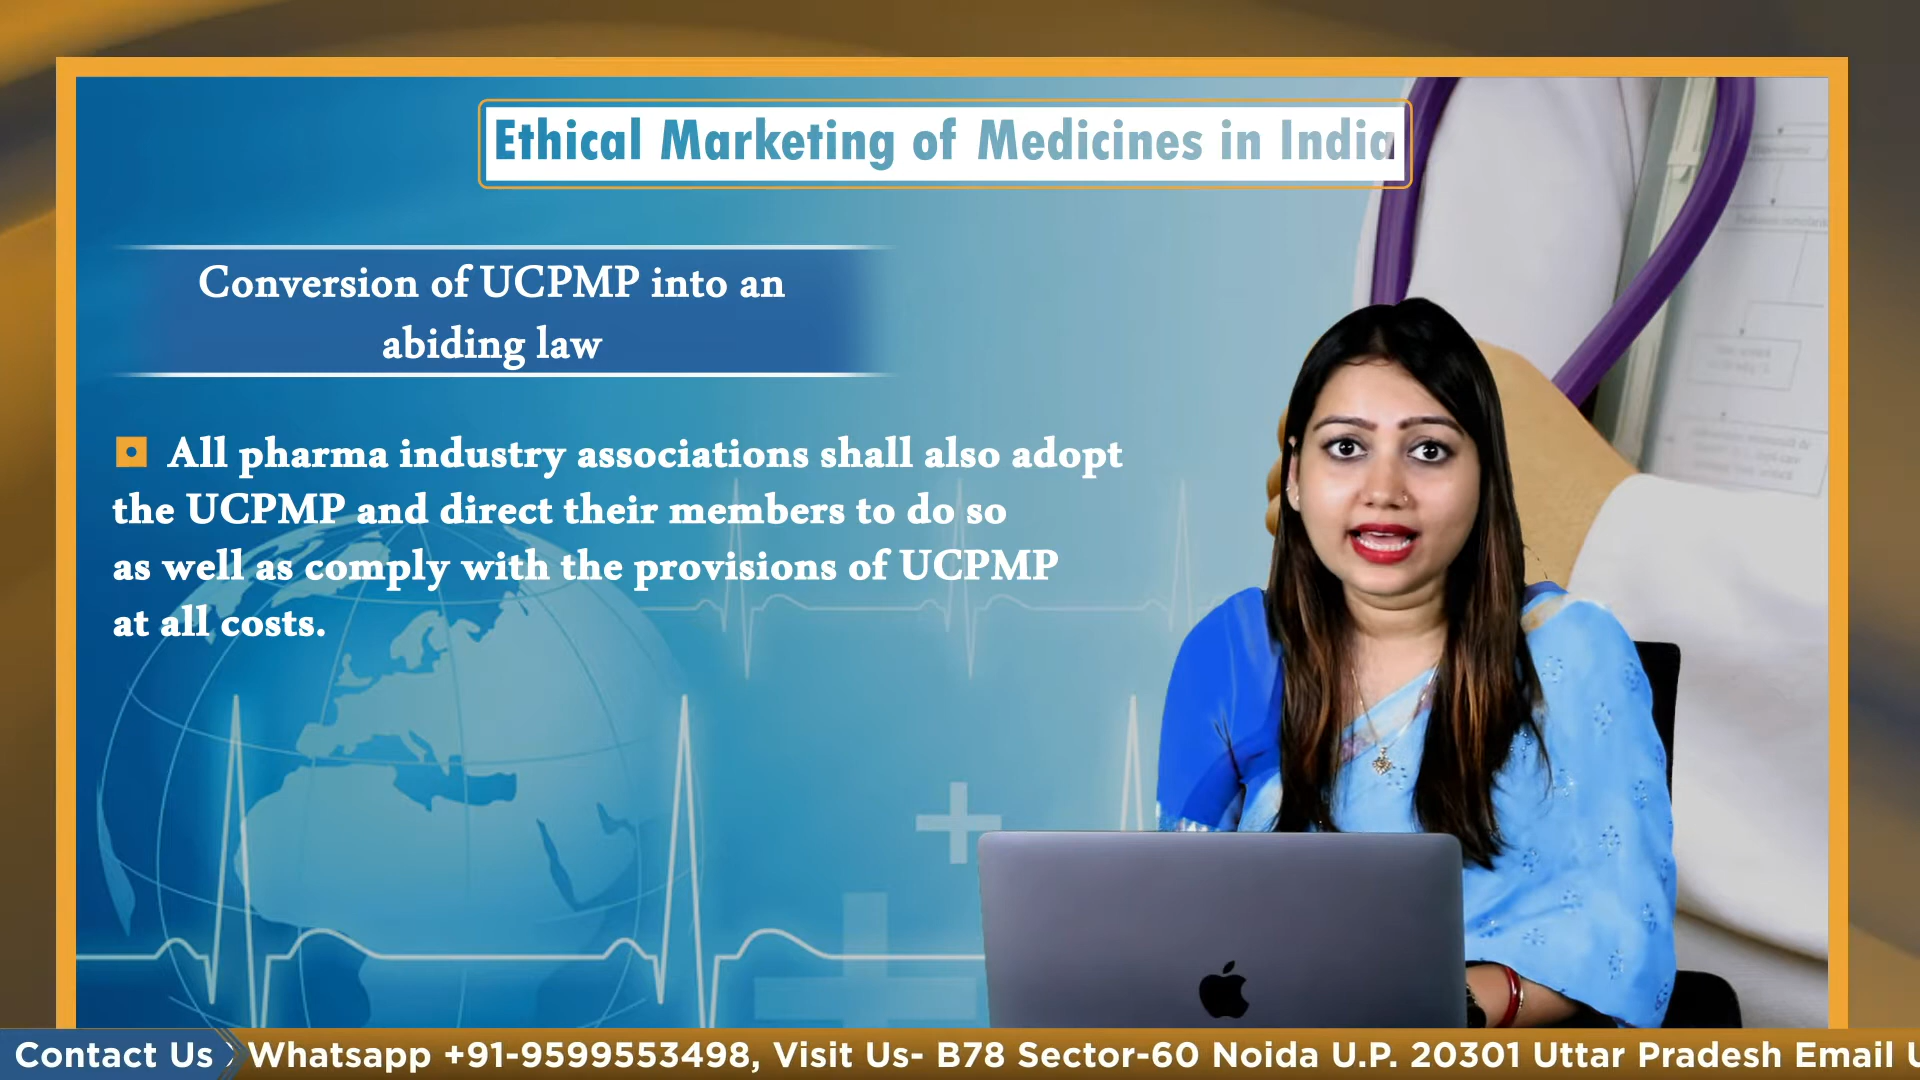 Ethical Marketing of Medicines in India
Conversion of UCPMP into an
abiding law
All pharma industry associations shall also adopt
the UCPMP and direct their members to do so
as well as comply with the provisions of UCPMP
at all costs.
Contact Us Whatsapp +91-9599553498, Visit Us- B78 Sector-60 Noida U.P. 20301 Uttar Pradesh Email U